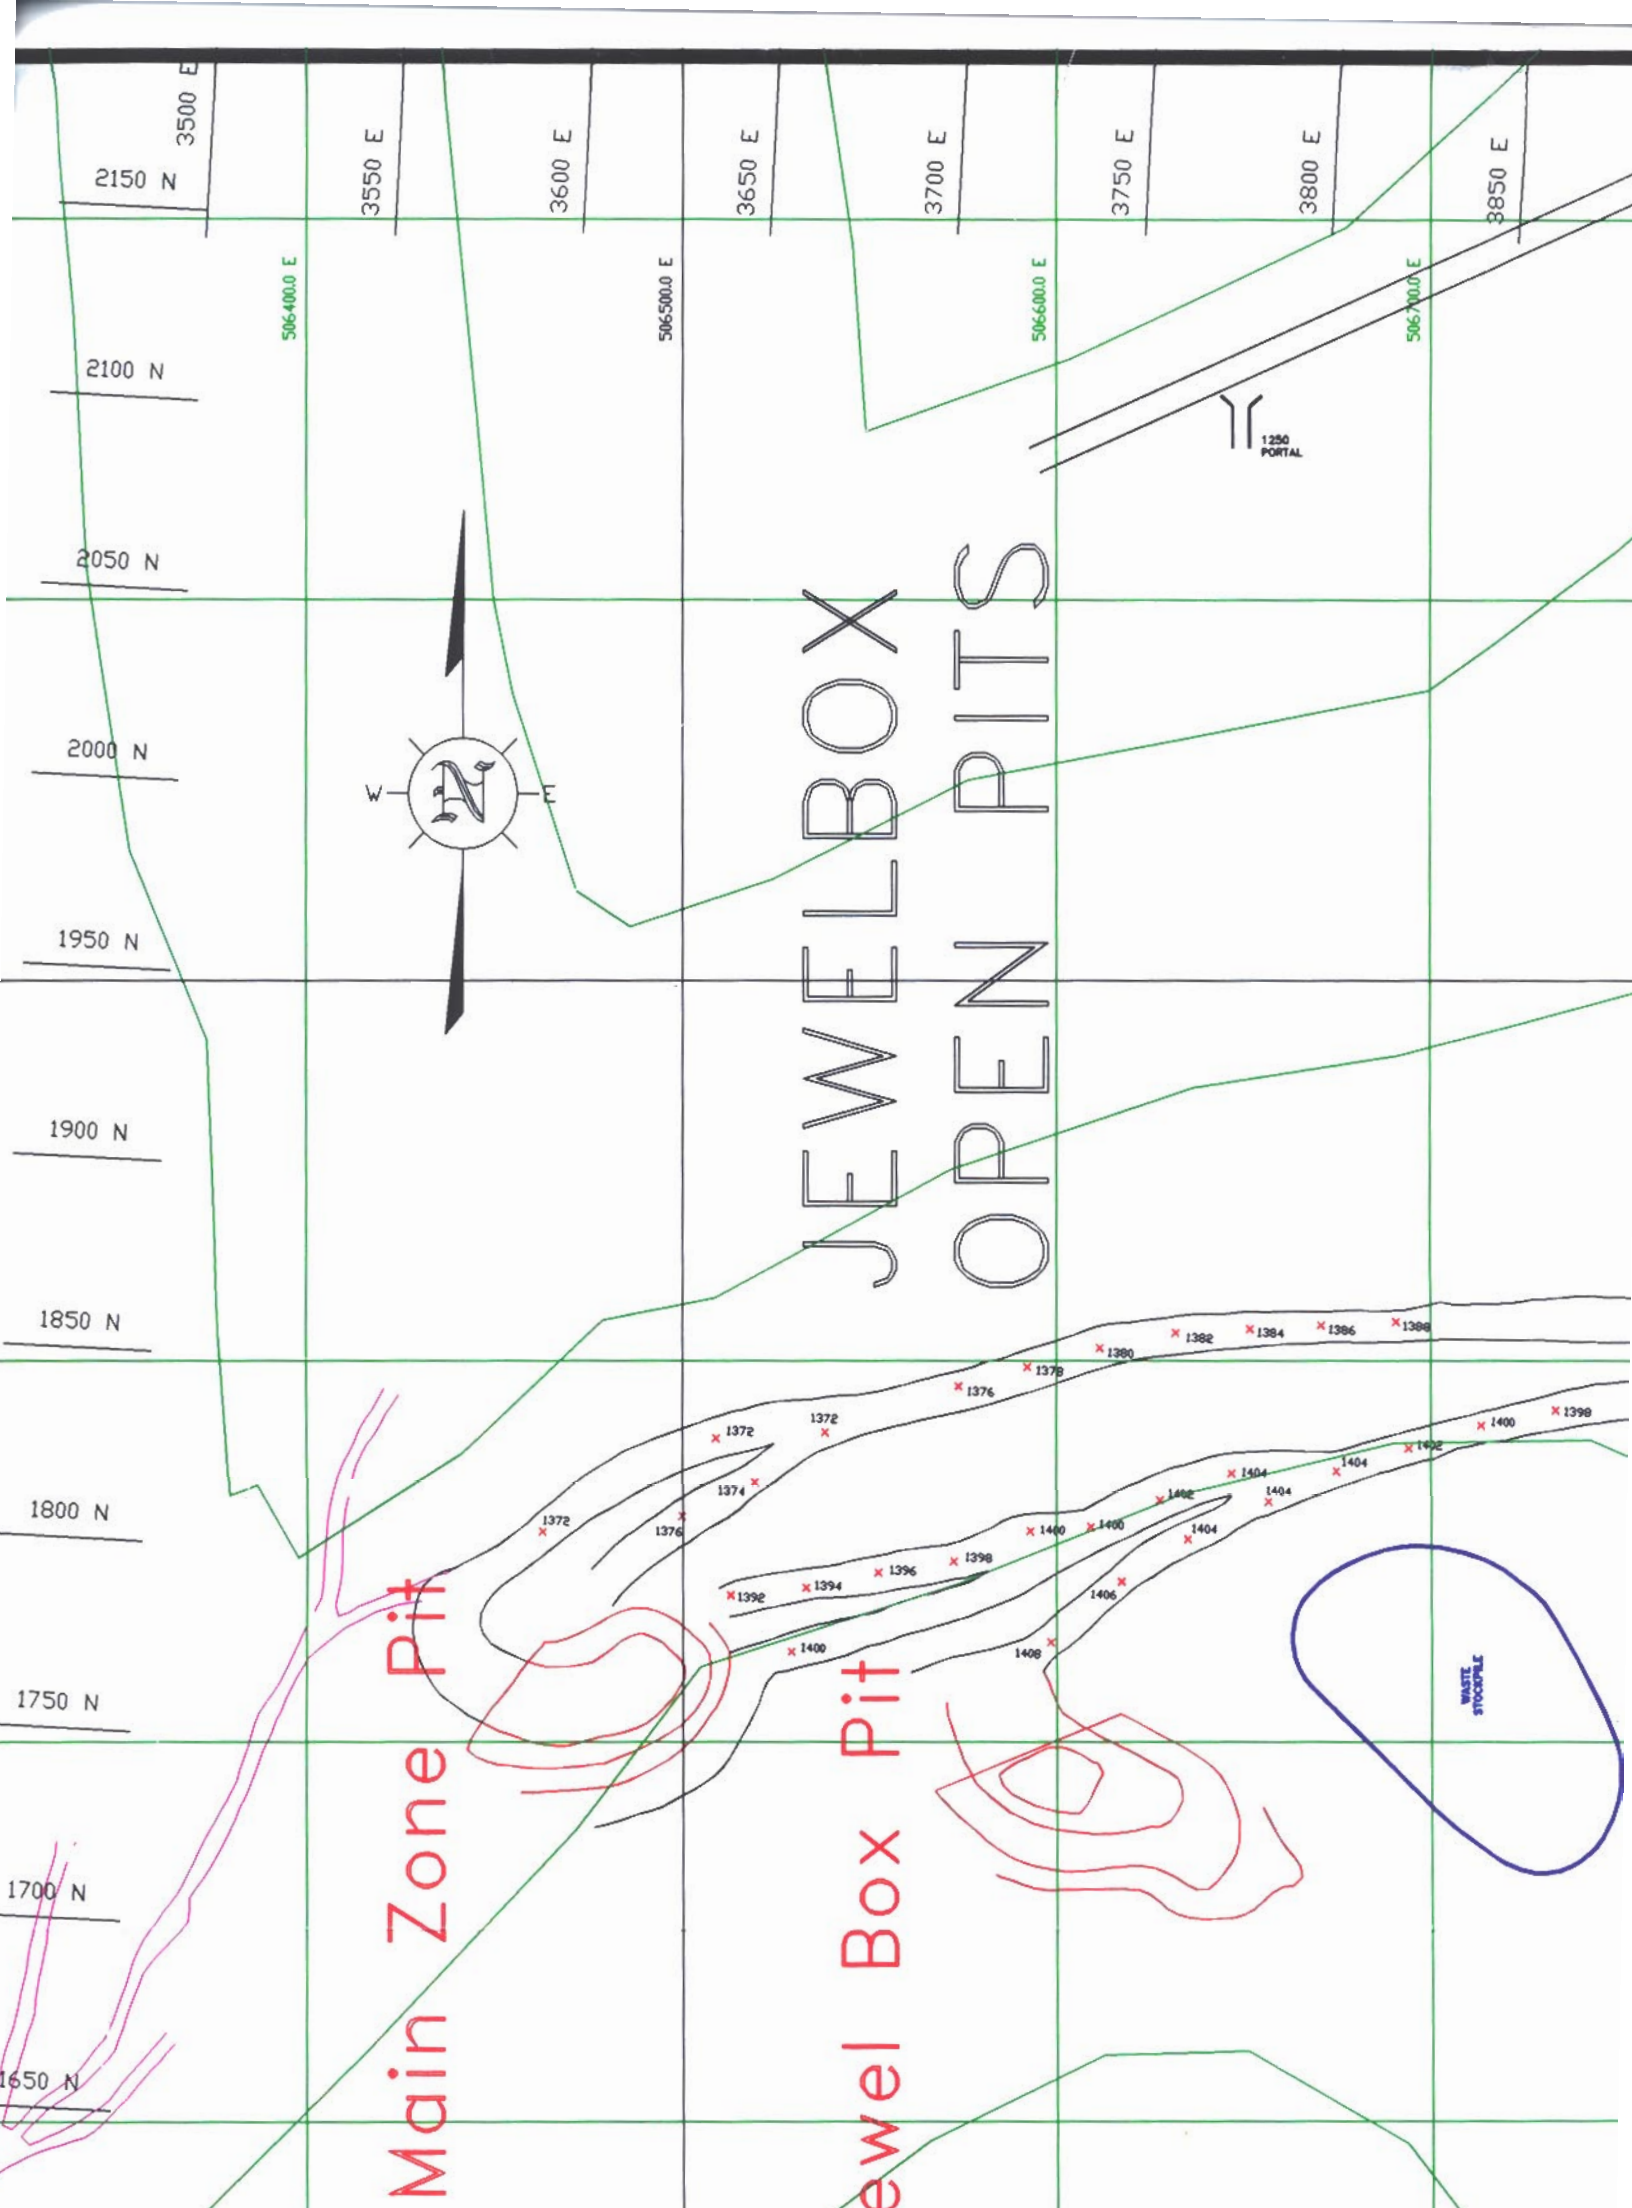 3500 E
3550 E
3600 E
3650 E
3700 E
3750 E
3800 E
3850 E
2150 N
506400.0 E
506500.0 E
506600.0 E
506700.0 E
2100 N
1250
PORTAL
2050 N
2000 N
W N E
JEWELBOX
OPEN PITS
1950 N
1900 N
1850 N
1382
1384
1386
1388
1380
1378
1376
1372
1372
1374
1372
1376
1398
1400
1402
1404
1404
1404
1402
1404
1400
1400
1398
1396
1394
1392
1406
1400
1408
1800 N
1750 N
WASTE
STOCKPILE
Main Zone Pit
ewel Box Pit
1700 N
1650 N